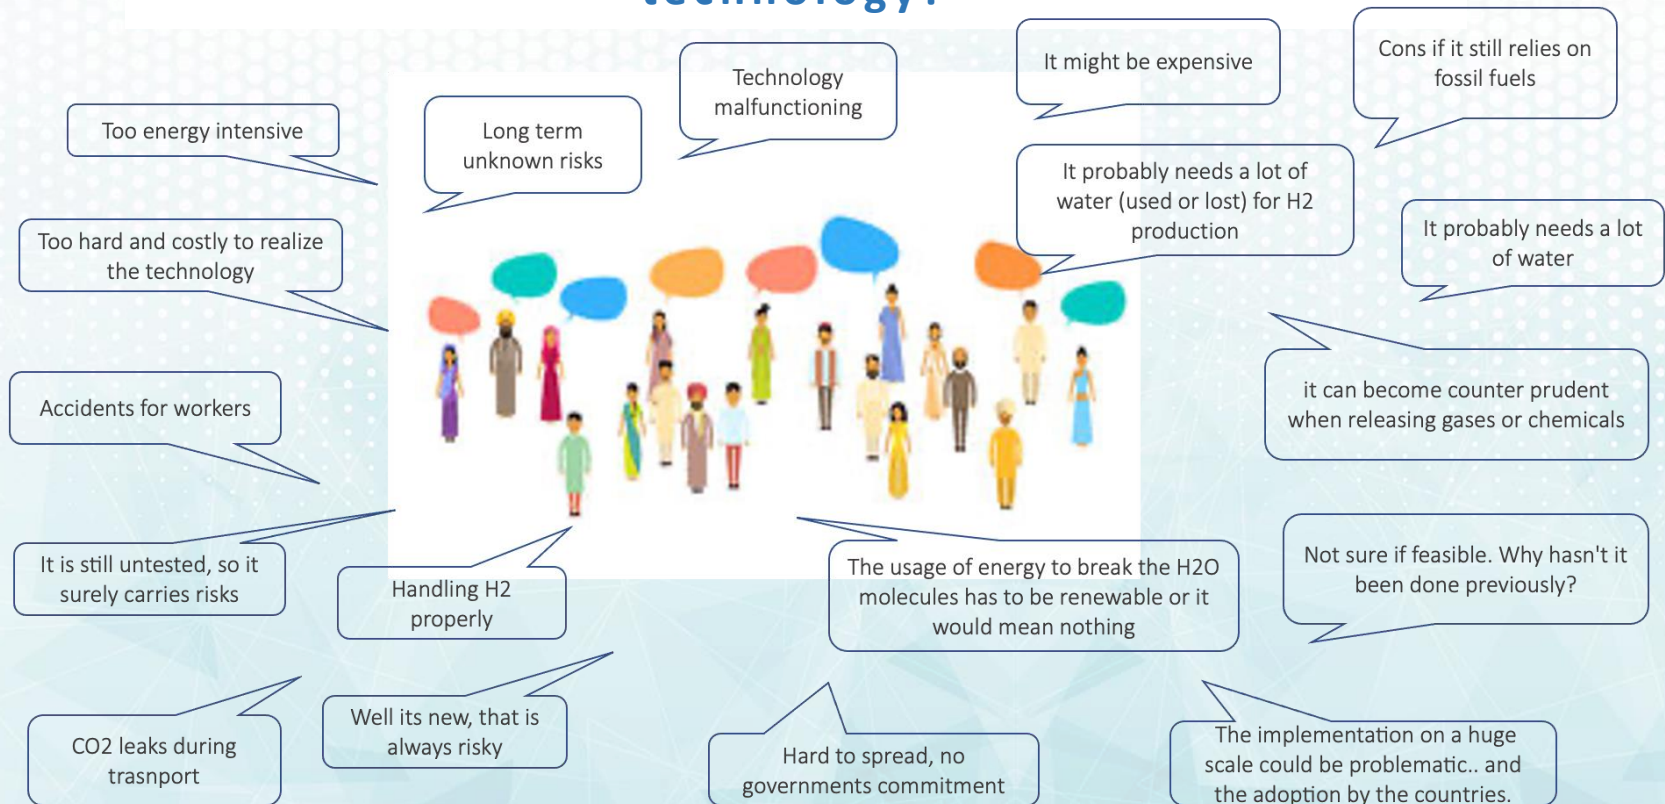 technology?
Technology
malfunctioning
It might be expensive
Cons if it still relies on
fossil fuels
Too energy intensive
Long term
unknown risks
It probably needs a lot of
water (used or lost) for H2
production
It probably needs a lot
of water
Too hard and costly to realize
the technology
it can become counter prudent
when releasing gases or chemicals
Accidents for workers
It is still untested, so it
surely carries risks
Handling H2
properly
The usage of energy to break the H2O
molecules has to be renewable or it
would mean nothing
Not sure if feasible. Why hasn't it
been done previously?
CO2 leaks during
trasnport
Well its new, that is
always risky
Hard to spread, no
governments commitment
The implementation on a huge
scale could be problematic.. and
the adoption by the countries.